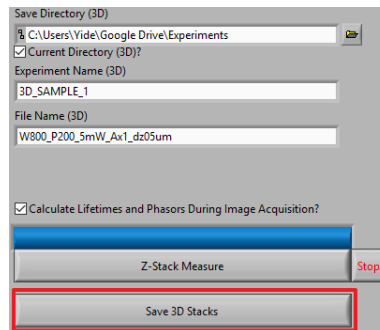 Save Directory (3D)
C:\Users\Yide\Google Drive\Experiments
Current Directory (3D)?
Experiment Name (3D)
3D_SAMPLE_1
File Name (3D)
W800_P200_5mW_Ax1_dz05um
Calculate Lifetimes and Phasors During Image Acquisition?
Z-Stack Measure
Stop
Save 3D Stacks